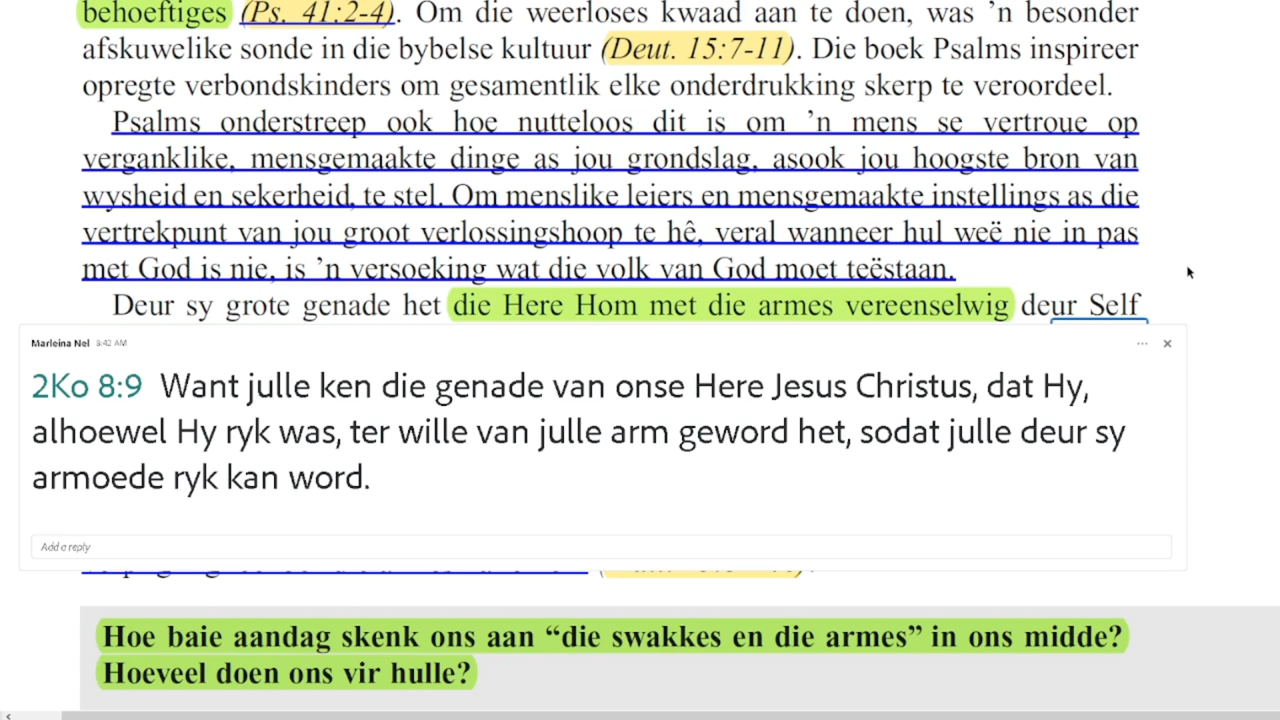 behoeftiges (Ps. 41:2-4). Om die weerloses kwaad aan te doen, was ’n besonder
afskuwelike sonde in die bybelse kultuur (Deut. 15:7-11). Die boek Psalms inspireer
opregte verbondskinders om gesamentlik elke onderdrukking skerp te veroordeel.
Psalms onderstreep ook hoe nutteloos dit is om ’n mens se vertroue op
verganklike, mensgemaakte dinge as jou grondslag, asook jou hoogste bron van
wysheid en sekerheid, te stel. Om menslike leiers en mensgemaakte instellings as die
vertrekpunt van jou groot verlossingshoop te hê, veral wanneer hul weë nie in pas
met God is nie, is ’n versoeking wat die volk van God moet teëstaan.
Deur sy grote genade het die Here Hom met die armes vereenselwig deur Self
Marleina Nel 8:42 AM
2Ko 8:9 Want julle ken die genade van onse Here Jesus Christus, dat Hy,
alhoewel Hy ryk was, ter wille van julle arm geword het, sodat julle deur sy
armoede ryk kan word.
Add a reply
Hoe baie aandag skenk ons aan “die swakkes en die armes” in ons midde?
Hoeveel doen ons vir hulle?